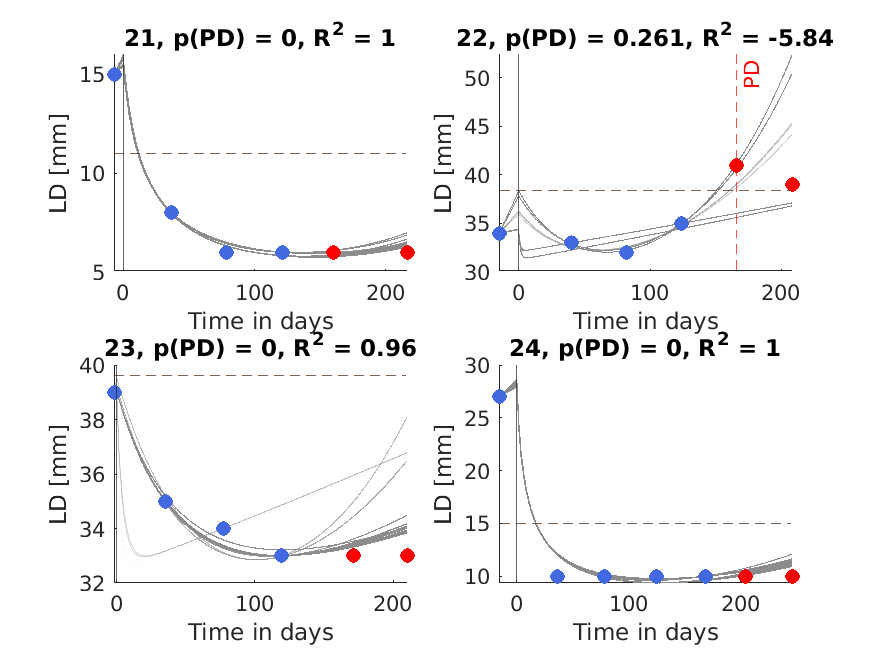 21, p(PD) = 0, R² = 1
LD [mm]
15
10
5
0
100
200
Time in days
22, p(PD) = 0.261, R² = -5.84
LD [mm]
PD
50
45
40
35
30
0
100
200
Time in days
23, p(PD) = 0, R² = 0.96
LD [mm]
40
38
36
34
32
0
100
200
Time in days
24, p(PD) = 0, R² = 1
LD [mm]
30
25
20
15
10
0
100
200
Time in days